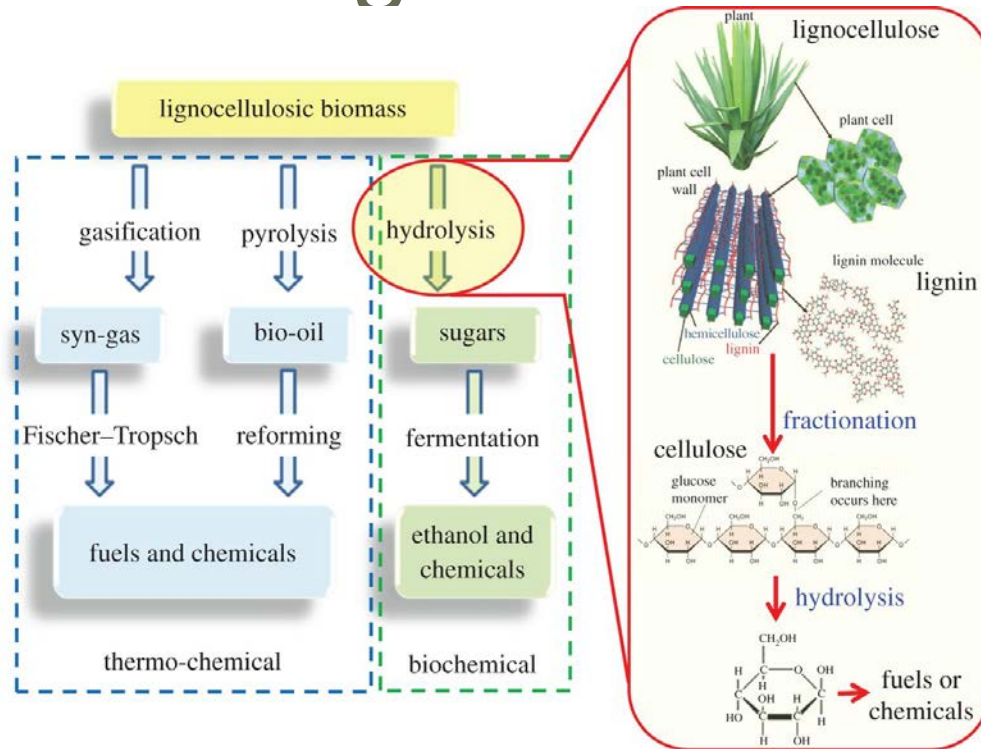 lignocellulosic biomass
gasification
pyrolysis
hydrolysis
syn-gas
bio-oil
sugars
Fischer–Tropsch
reforming
fermentation
fuels and chemicals
ethanol and
chemicals
thermo-chemical
biochemical
plant
lignocellulose
plant cell
plant cell
wall
lignin molecule
lignin
hemicellulose
lignin
cellulose
fractionation
cellulose
glucose
monomer
branching
occurs here
hydrolysis
CH₂OH
fuels or
chemicals